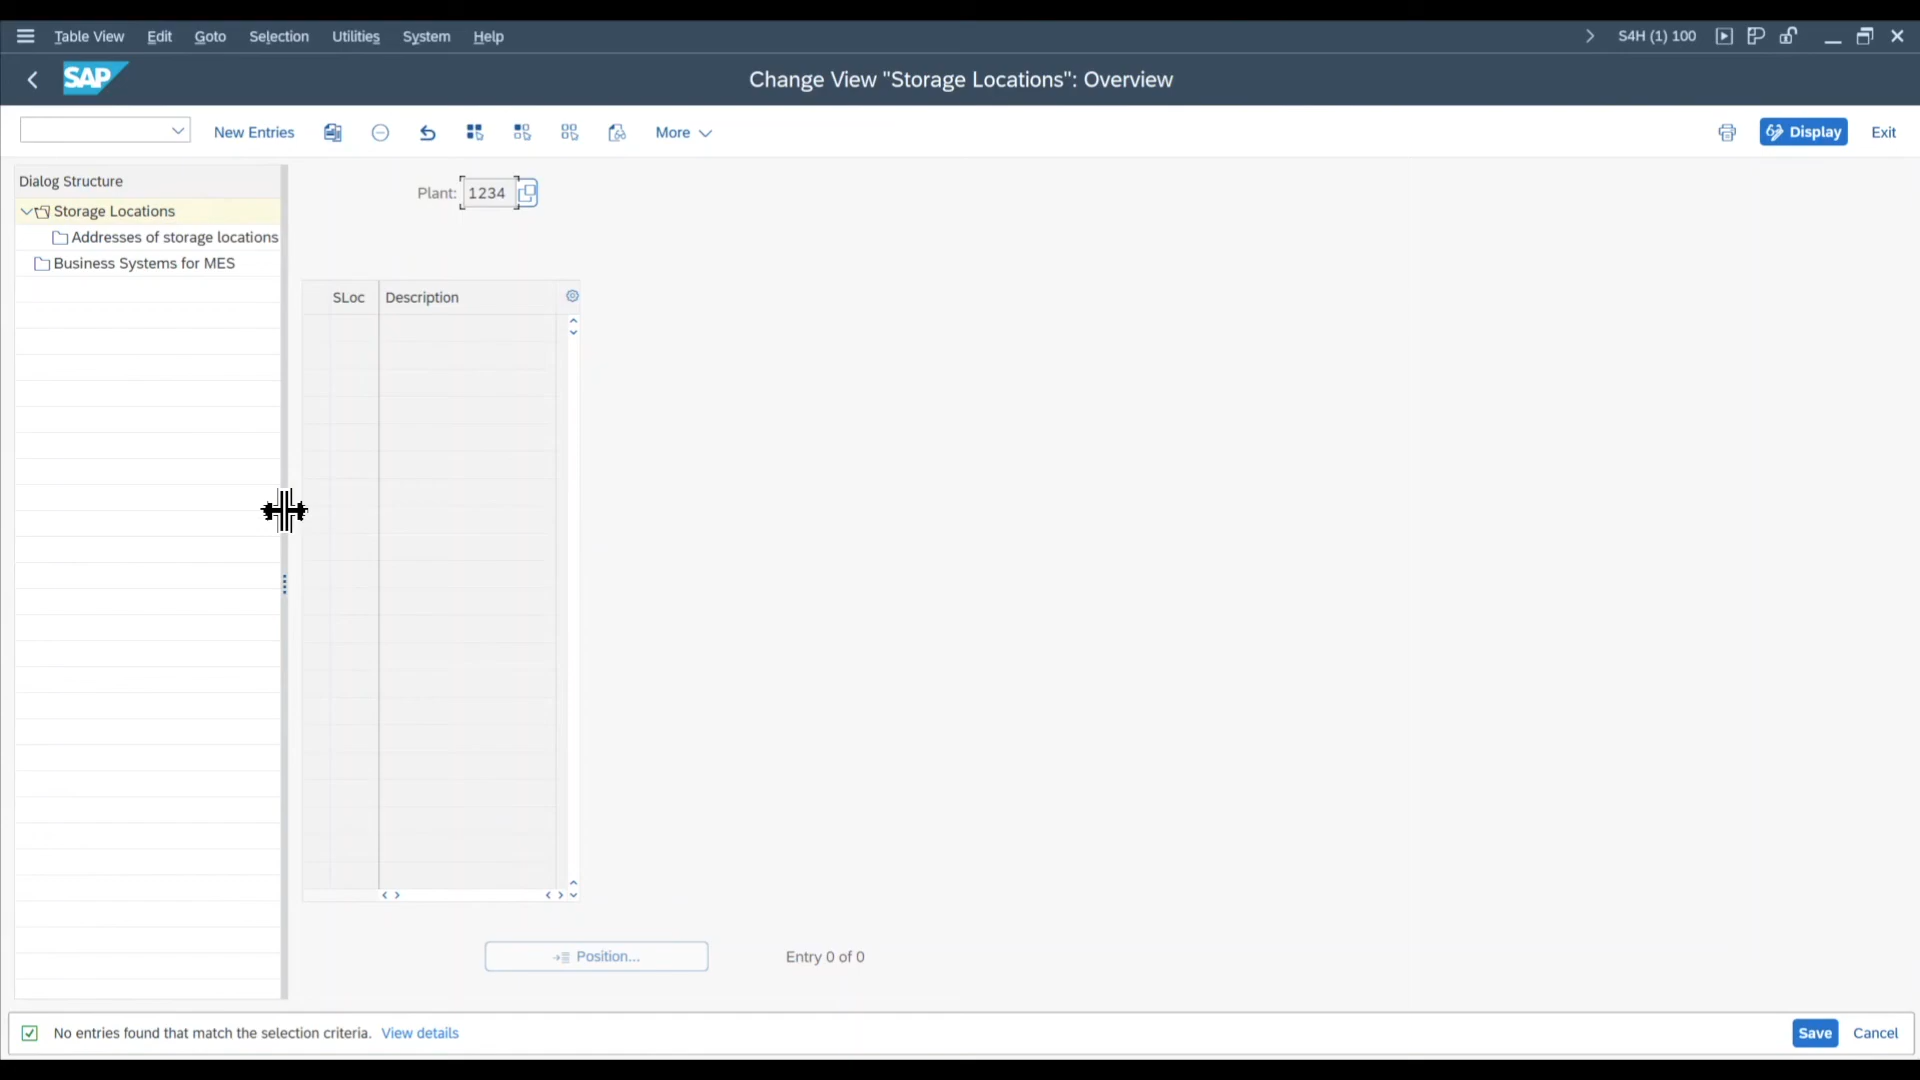 Table View Edit Goto Selection Utilities System Help S4H (1) 100
SAP Change View "Storage Locations": Overview
New Entries More Display Exit
Dialog Structure
Storage Locations
Addresses of storage locations
Business Systems for MES
Plant: 1234
SLoc Description
Position... Entry 0 of 0
No entries found that match the selection criteria. View details Save Cancel